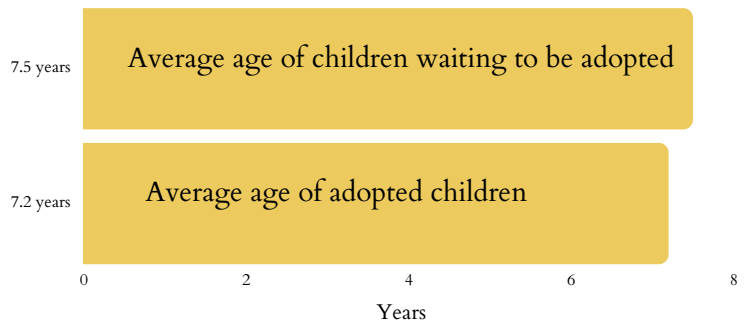 7.5 years
Average age of children waiting to be adopted
7.2 years
Average age of adopted children
0 2 4 6 8
Years